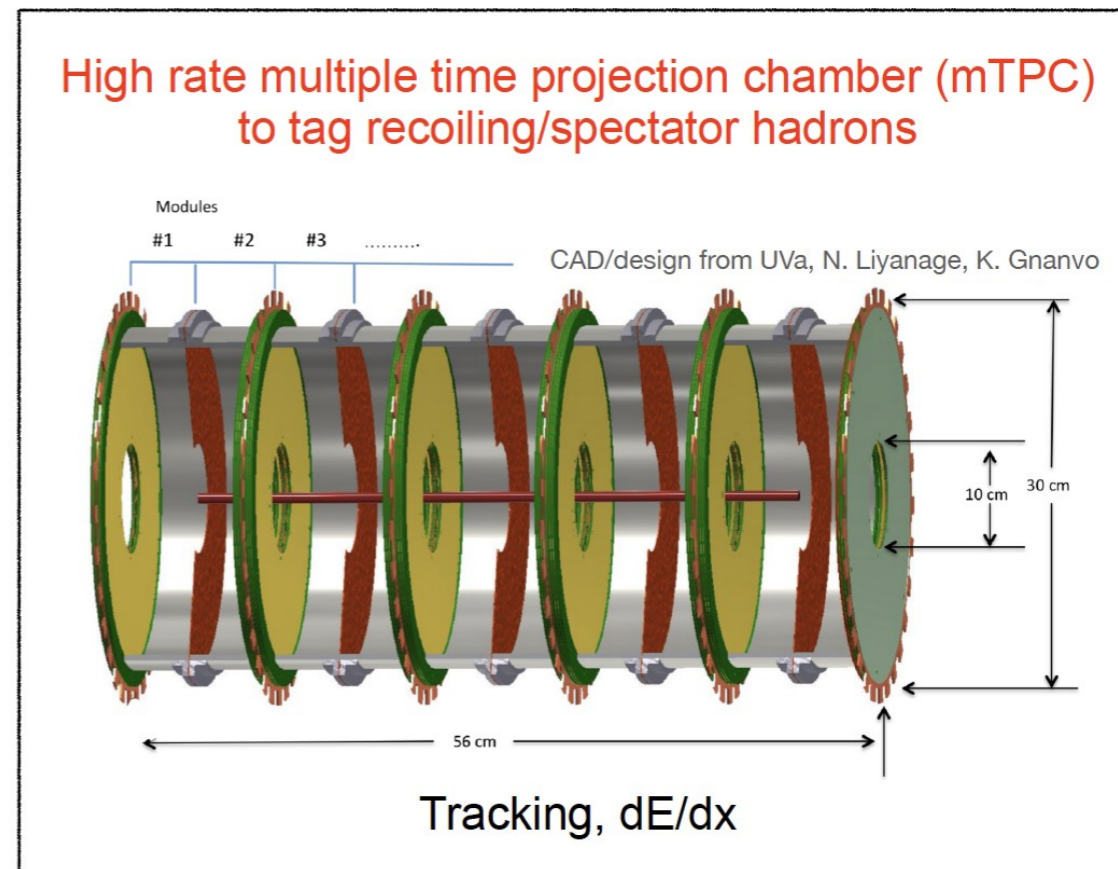 High rate multiple time projection chamber (mTPC)
to tag recoiling/spectator hadrons
Modules
#1 #2 #3 ..........
CAD/design from UVa, N. Liyanage, K. Gnanvo
10 cm
30 cm
56 cm
Tracking, dE/dx